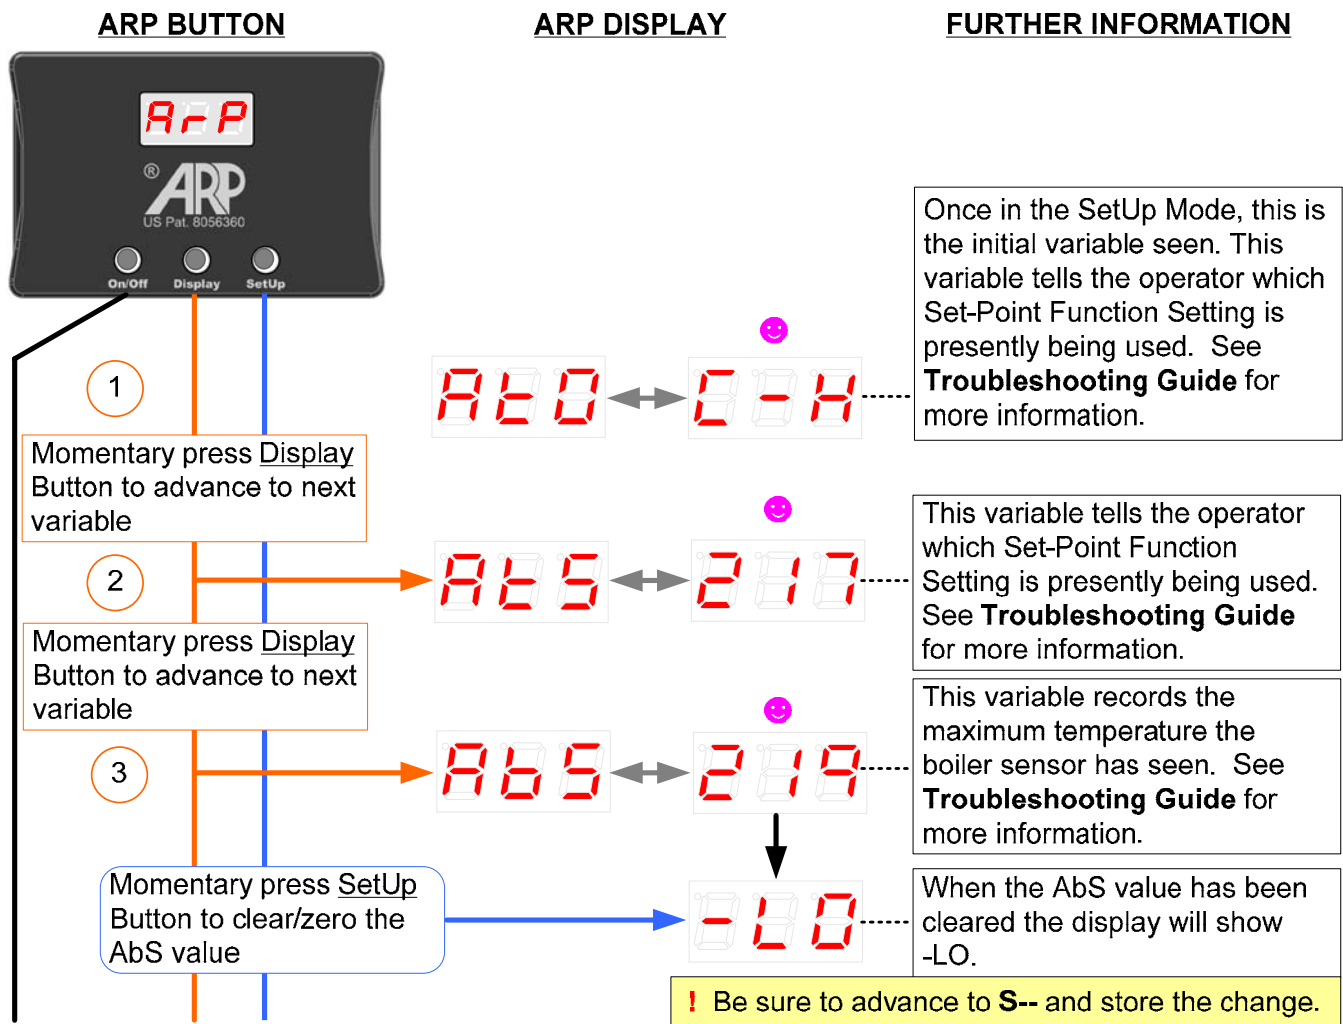 ARP BUTTON
ARP DISPLAY
FURTHER INFORMATION
ArP
® ARP
US Pat. 8056360
On/Off Display SetUp
Once in the SetUp Mode, this is
the initial variable seen. This
variable tells the operator which
Set-Point Function Setting is
presently being used. See
Troubleshooting Guide for
more information.
AtO
C-H
1
Momentary press Display
Button to advance to next
variable
2
AtS
217
This variable tells the operator
which Set-Point Function
Setting is presently being used.
See Troubleshooting Guide
for more information.
Momentary press Display
Button to advance to next
variable
3
AbS
219
This variable records the
maximum temperature the
boiler sensor has seen. See
Troubleshooting Guide for
more information.
Momentary press SetUp
Button to clear/zero the
AbS value
-LO
When the AbS value has been
cleared the display will show
-LO.
! Be sure to advance to S-- and store the change.